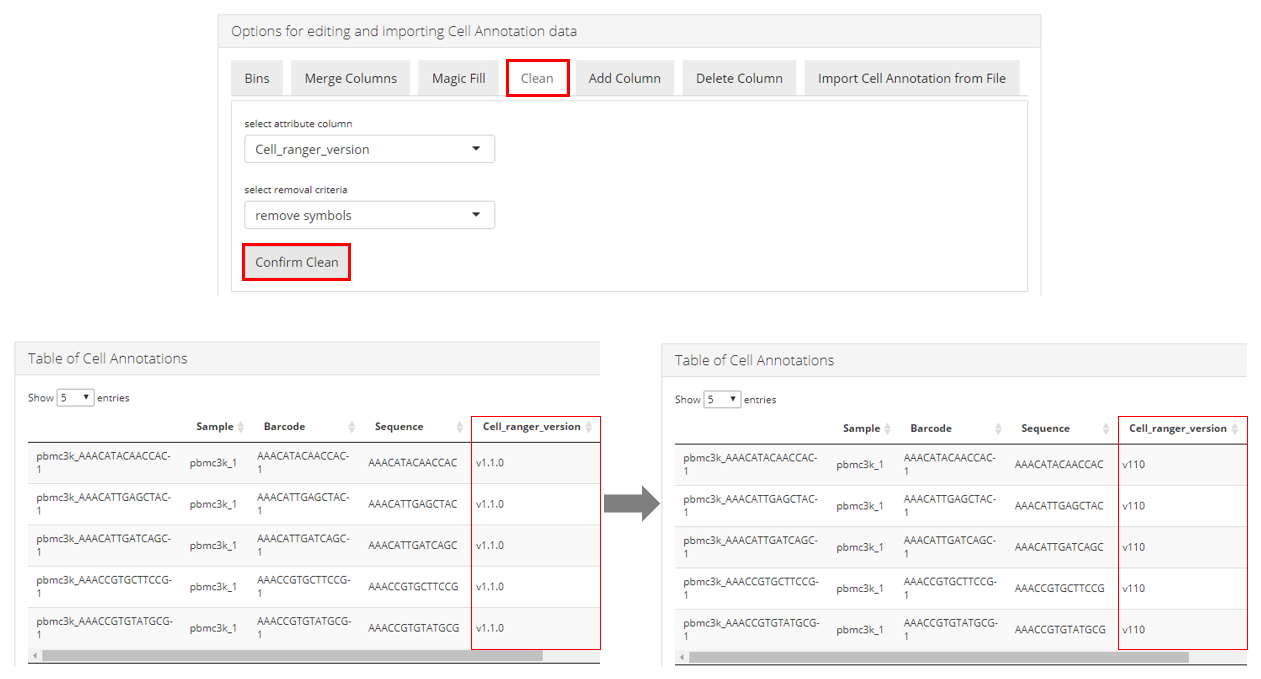 Options for editing and importing Cell Annotation data
Bins Merge Columns Magic Fill Clean Add Column Delete Column Import Cell Annotation from File
select attribute column
Cell_ranger_version
select removal criteria
remove symbols
Confirm Clean
Table of Cell Annotations
Show 5 entries
Sample Barcode Sequence Cell_ranger_version
pbmc3k_AAACATACAACCAC-
1
pbmc3k_1
AAACATACAACCAC-
1
AAACATACAACCAC
v1.1.0
pbmc3k_AAACATTGAGCTAC-
1
pbmc3k_1
AAACATTGAGCTAC-
1
AAACATTGAGCTAC
v1.1.0
pbmc3k_AAACATTGATCAGC-
1
pbmc3k_1
AAACATTGATCAGC-
1
AAACATTGATCAGC
v1.1.0
pbmc3k_AAACCGTGCTTCCG-
1
pbmc3k_1
AAACCGTGCTTCCG-
1
AAACCGTGCTTCCG
v1.1.0
pbmc3k_AAACCGTGTATGCG-
1
pbmc3k_1
AAACCGTGTATGCG-
1
AAACCGTGTATGCG
v1.1.0
Table of Cell Annotations
Show 5 entries
Sample Barcode Sequence Cell_ranger_version
pbmc3k_AAACATACAACCAC-
1
pbmc3k_1
AAACATACAACCAC-
1
AAACATACAACCAC
v110
pbmc3k_AAACATTGAGCTAC-
1
pbmc3k_1
AAACATTGAGCTAC-
1
AAACATTGAGCTAC
v110
pbmc3k_AAACATTGATCAGC-
1
pbmc3k_1
AAACATTGATCAGC-
1
AAACATTGATCAGC
v110
pbmc3k_AAACCGTGCTTCCG-
1
pbmc3k_1
AAACCGTGCTTCCG-
1
AAACCGTGCTTCCG
v110
pbmc3k_AAACCGTGTATGCG-
1
pbmc3k_1
AAACCGTGTATGCG-
1
AAACCGTGTATGCG
v110